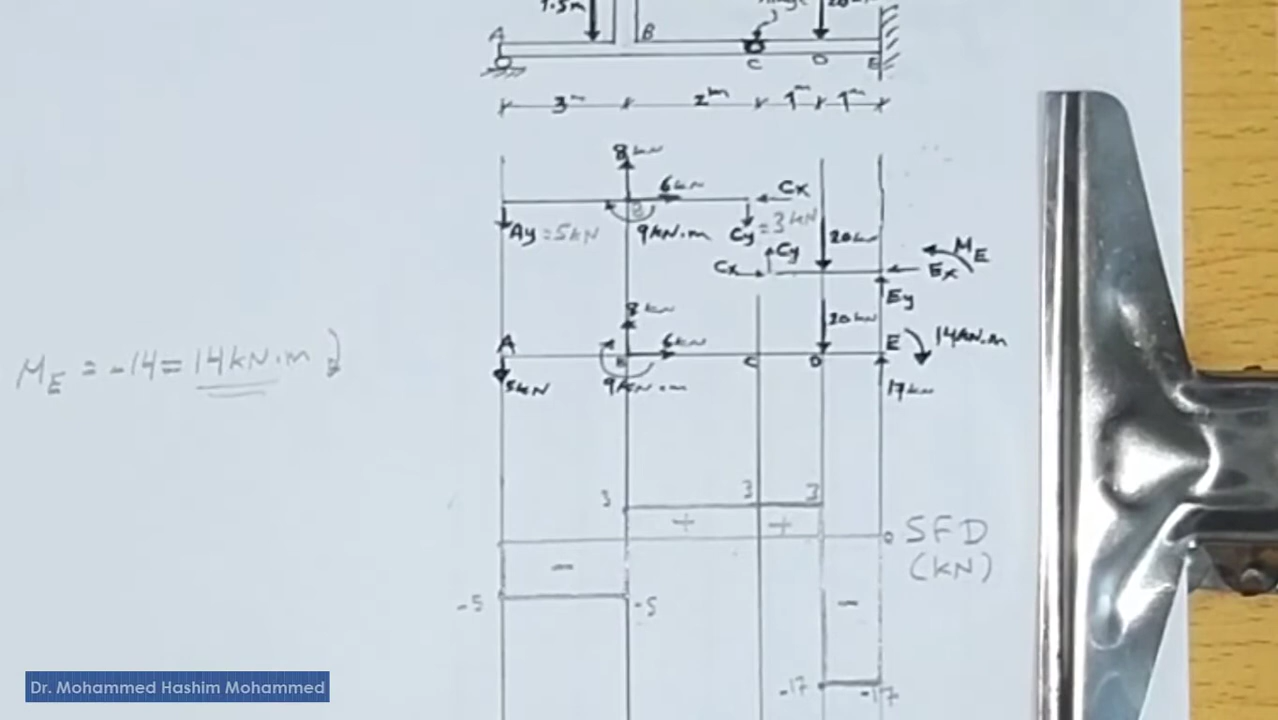 1.5m
20kN
A
B
C
D
E
3m
2m
1m
1m
8kN
6kN
Cx
B
Ay = 5kN
9kN.m
Cy = 3kN
20kN
ME
Cx
Cy
Ex
Ey
8kN
6kN
20kN
A
B
C
D
E
14kN.m
5kN
9kN.m
17kN
ME = -14 = 14kN.m
3
3
3
+
+
SFD
(kN)
-
-5
-5
-
-17
-17
Dr. Mohammed Hashim Mohammed